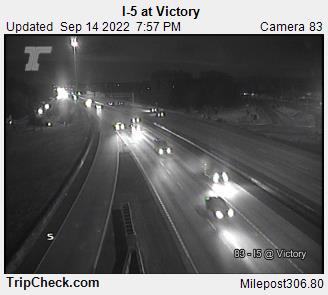 I-5 at Victory
Updated  Sep 14 2022  7:57 PM
Camera 83
T
S
83 - I5 @ Victory
TripCheck.com
Milepost306.80